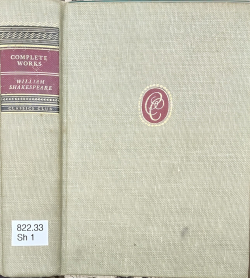 COMPLETE
WORKS
WILLIAM
SHAKESPEARE
CLASSICS CLUB
822.33
Sh 1